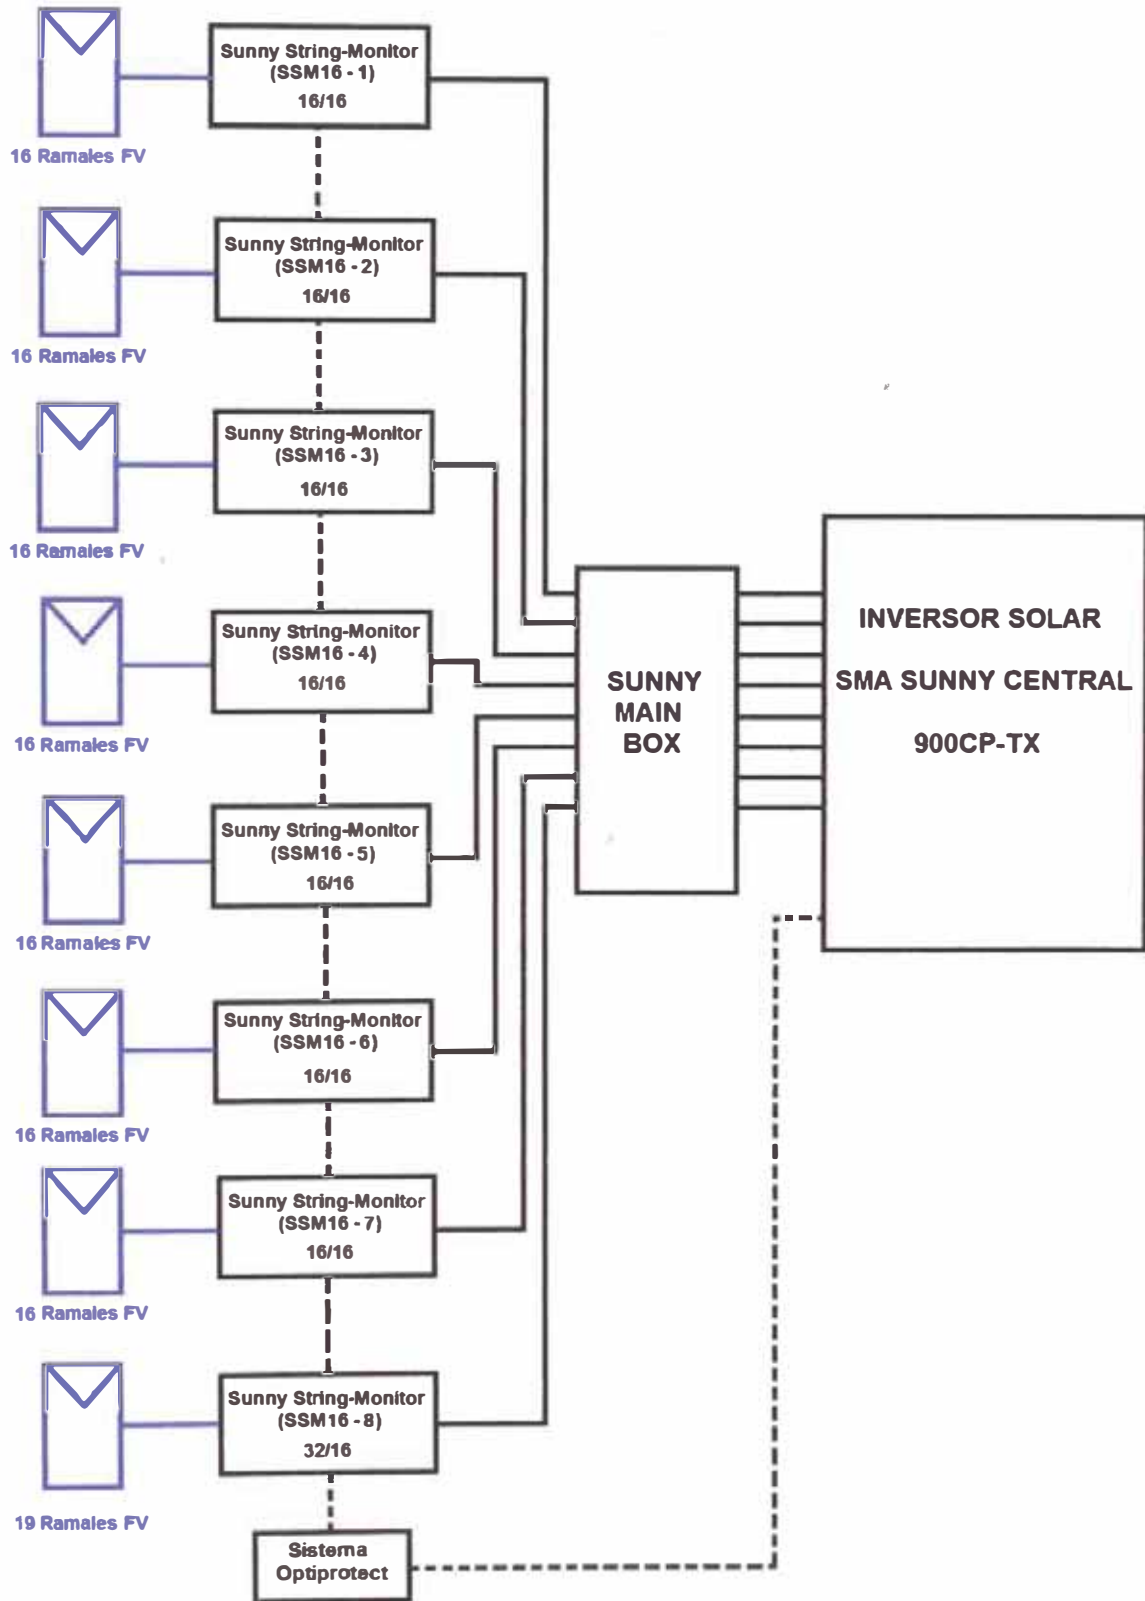 Sunny String-Monitor
(SSM16 - 1)
16/16
16 Ramales FV
Sunny String-Monitor
(SSM16 - 2)
16/16
16 Ramales FV
Sunny String-Monitor
(SSM16 - 3)
16/16
16 Ramales FV
Sunny String-Monitor
(SSM16 - 4)
16/16
16 Ramales FV
Sunny String-Monitor
(SSM16 - 5)
16/16
16 Ramales FV
Sunny String-Monitor
(SSM16 - 6)
16/16
16 Ramales FV
Sunny String-Monitor
(SSM16 - 7)
16/16
16 Ramales FV
Sunny String-Monitor
(SSM16 - 8)
32/16
19 Ramales FV
Sistema
Optiprotect
SUNNY
MAIN
BOX
INVERSOR SOLAR
SMA SUNNY CENTRAL
900CP-TX